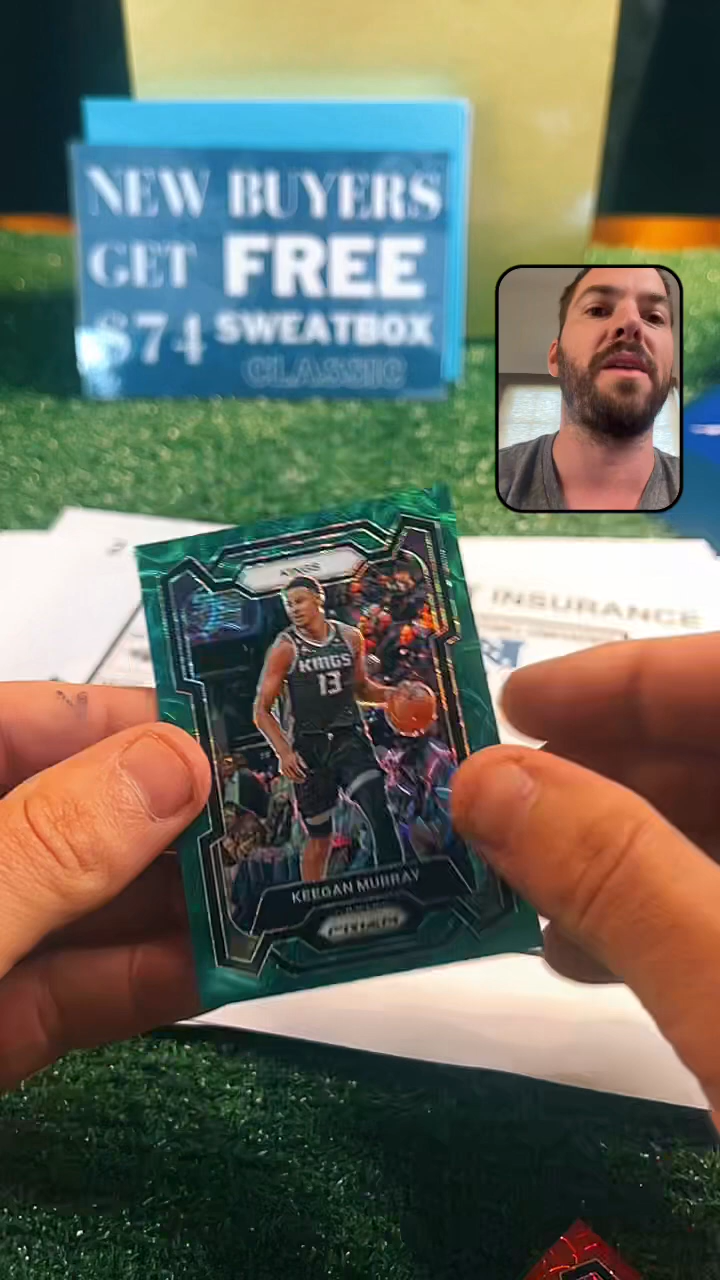 NEW BUYERS
GET FREE
$74 SWEATBOX
CLASSIC
INSURANCE
KINGS
KINGS
13
KEEGAN MURRAY
PRIZM